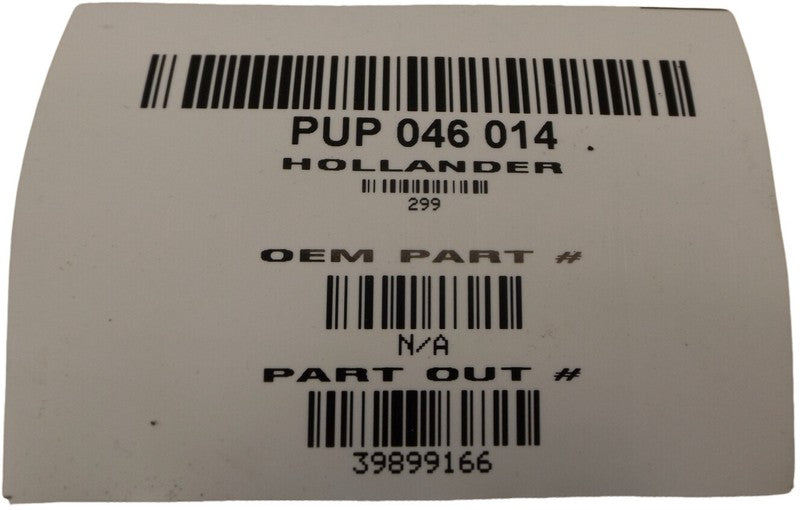 PUP 046 014
HOLLANDER
299
OEM PART #
N/A
PART OUT #
39899166